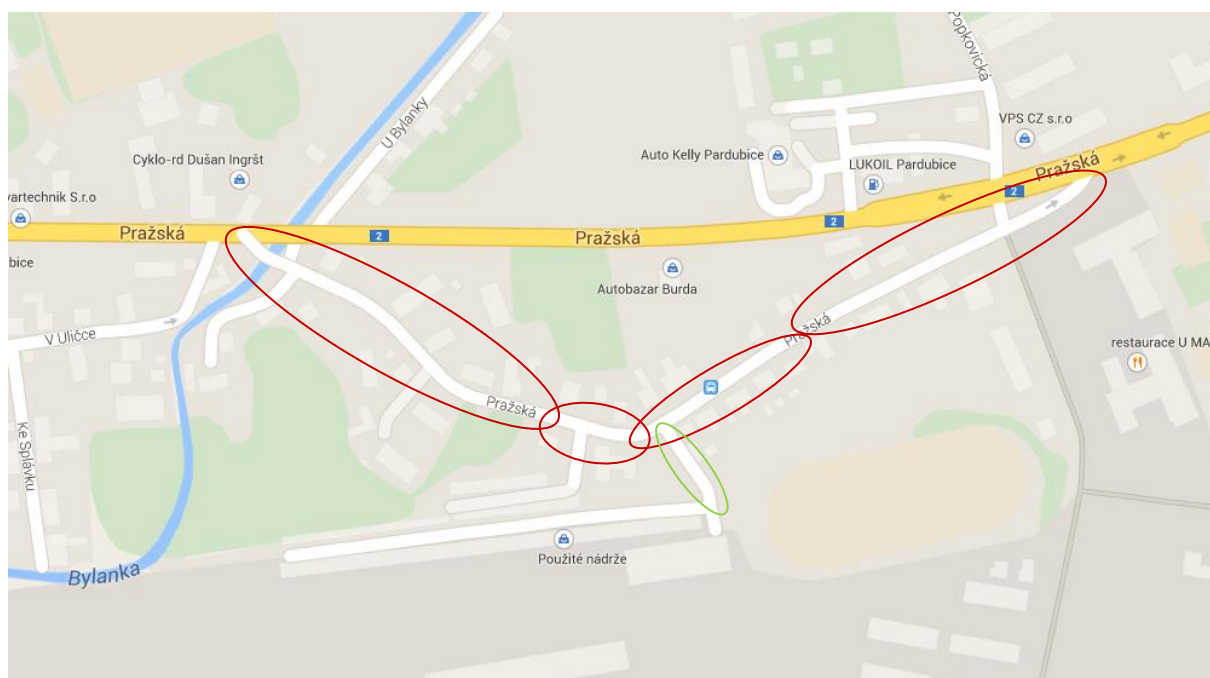 Popkovická
U Bylanky
VPS CZ s.r.o
Cyklo-rd Dušan Ingršt
Auto Kelly Pardubice
LUKOIL Pardubice
Pražská
vartechnik S.r.o
2
2
Pražská
2
Pražská
bice
Autobazar Burda
V Uličce
Pražská
restaurace U MA
Pražská
Ke Splávku
Použité nádrže
Bylanka